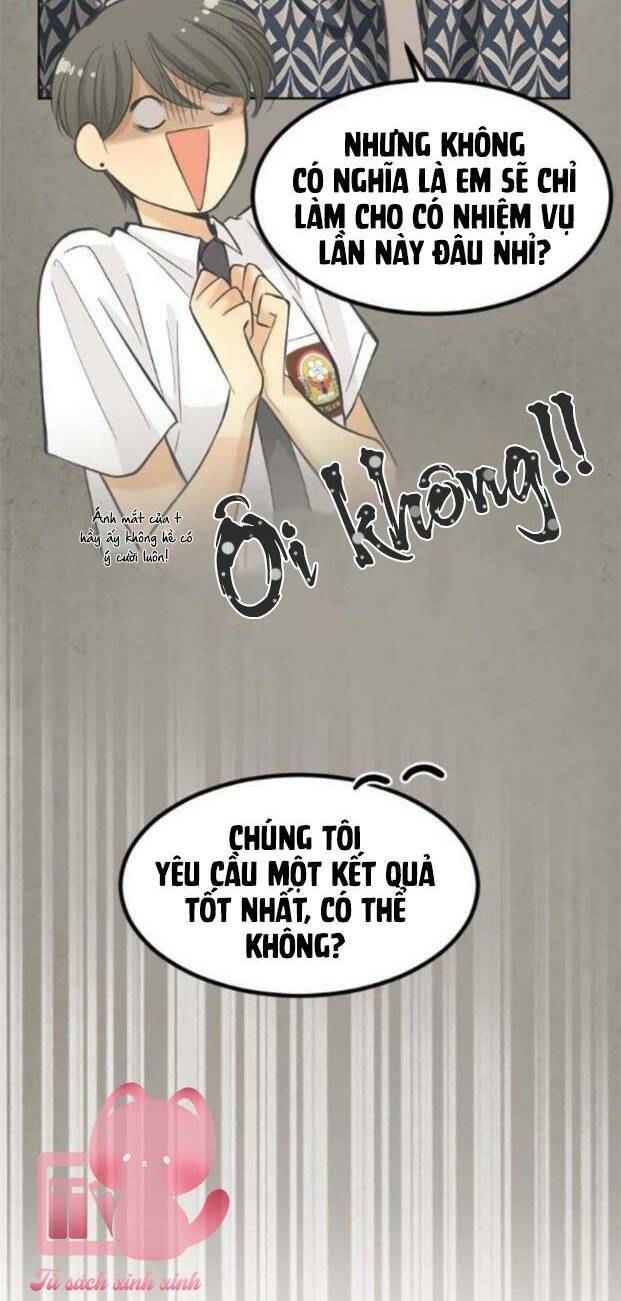 NHƯNG KHÔNG
CÓ NGHĨA LÀ EM SẼ CHỈ
LÀM CHO CÓ NHIỆM VỤ
LẦN NÀY ĐÂU NHỈ?
Ôi không!!
Ánh mắt của t
hầy ấy không hề có
ý cười luôn!
CHÚNG TÔI
YÊU CẦU MỘT KẾT QUẢ
TỐT NHẤT, CÓ THỂ
KHÔNG?
Tủ sách xinh xinh